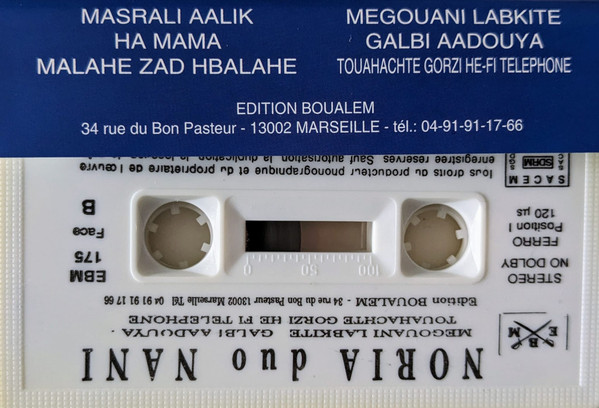 MASRALI AALIK
HA MAMA
MALAHE ZAD HBALAHE
MEGOUANI LABKITE
GALBI AADOUYA
TOUAHACHTE GORZI HE-FI TELEPHONE
EDITION BOUALEM
34 rue du Bon Pasteur - 13002 MARSEILLE - tél.: 04-91-91-17-66
NORIA duo NANI
E B M
MEGOUANI LABKITE - GALBI AADOUYA -
TOUAHACHTE GORZI HE FI TELEPHONE
Edition BOUALEM - 34 rue du Bon Pasteur 13002 Marseille Tél 04 91 91 17 66
STEREO
NO DOLBY
FERRO
Position I
120 µs
EBM
175
Face
B
100 50 0
SACEM
SDRM
Tous droits du producteur phonographique et du propriétaire de l'œuvre
enregistrée réservés. Sauf autorisation la duplication, la location,